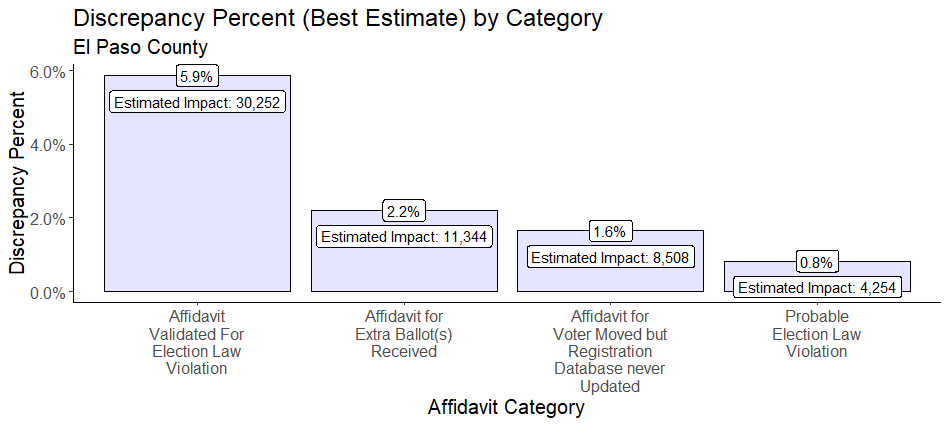 Discrepancy Percent (Best Estimate) by Category
El Paso County
Discrepancy Percent
6.0%
4.0%
2.0%
0.0%
5.9%
Estimated Impact: 30,252
2.2%
Estimated Impact: 11,344
1.6%
Estimated Impact: 8,508
0.8%
Estimated Impact: 4,254
Affidavit
Validated For
Election Law
Violation
Affidavit for
Extra Ballot(s)
Received
Affidavit for
Voter Moved but
Registration
Database never
Updated
Probable
Election Law
Violation
Affidavit Category